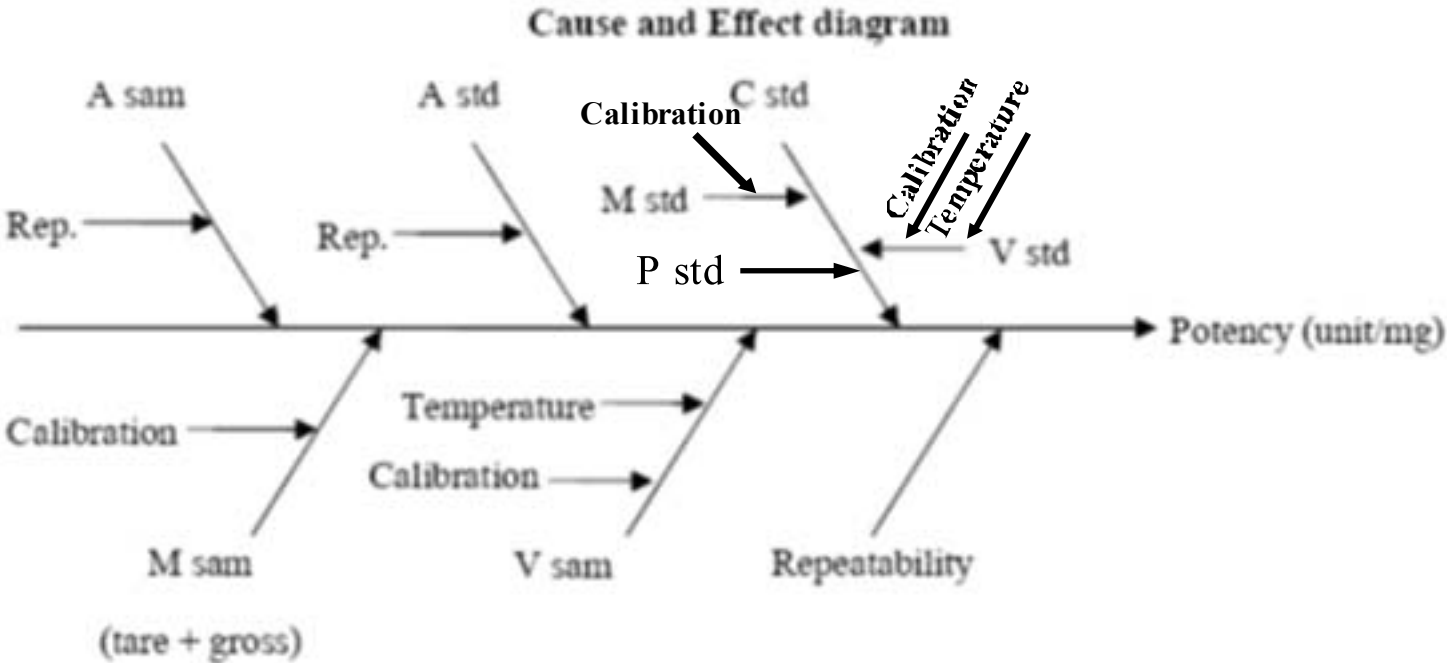 Cause and Effect diagram
A sam
A std
C std
Calibration
Calibration
Temperature
M std
Rep.
Rep.
V std
P std
Potency (unit/mg)
Temperature
Calibration
Calibration
M sam
V sam
Repeatability
(tare + gross)